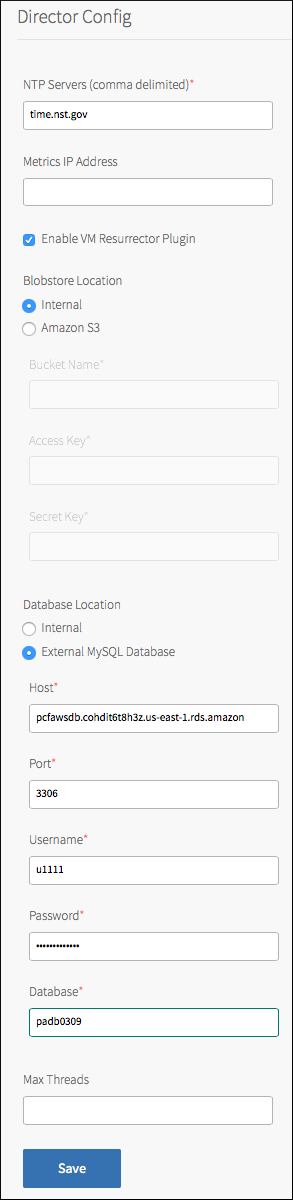 Director Config
NTP Servers (comma delimited)*
time.nst.gov
Metrics IP Address
Enable VM Resurrector Plugin
Blobstore Location
Internal
Amazon S3
Bucket Name*
Access Key*
Secret Key*
Database Location
Internal
External MySQL Database
Host*
pcfawsdb.cohdit6t8h3z.us-east-1.rds.amazon
Port*
3306
Username*
u1111
Password*
•••••••••••••
Database*
padb0309
Max Threads
Save